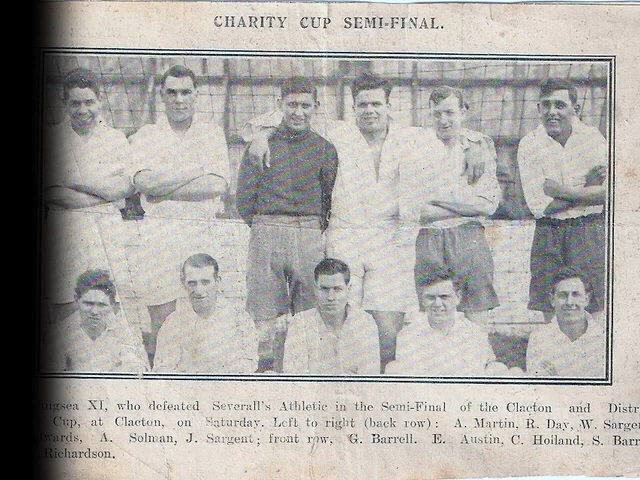 CHARITY CUP SEMI-FINAL.
ngsea XI, who defeated Severall's Athletic in the Semi-Final of the Clacton and Distr
Cup, at Clacton, on Saturday. Left to right (back row): A. Martin, R. Day, W. Sarge
wards, A. Solman, J. Sargent; front row, G. Barrell. E. Austin, C. Holland, S. Barr
Richardson.